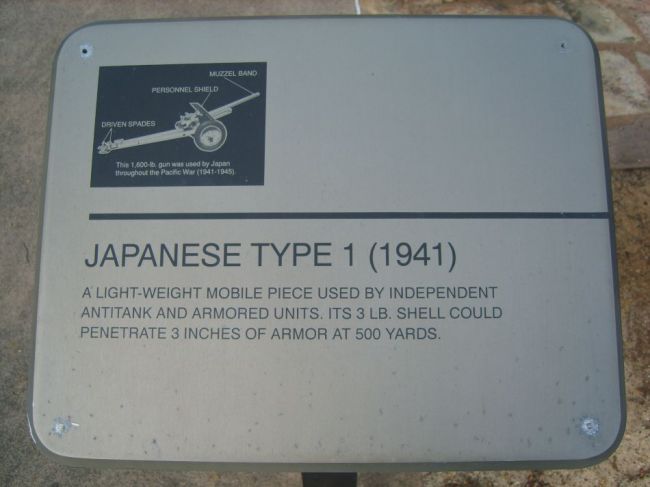 MUZZEL BAND
PERSONNEL SHIELD
DRIVEN SPADES
This 1,600-lb. gun was used by Japan
throughout the Pacific War (1941-1945).
JAPANESE TYPE 1 (1941)
A LIGHT-WEIGHT MOBILE PIECE USED BY INDEPENDENT
ANTITANK AND ARMORED UNITS. ITS 3 LB. SHELL COULD
PENETRATE 3 INCHES OF ARMOR AT 500 YARDS.